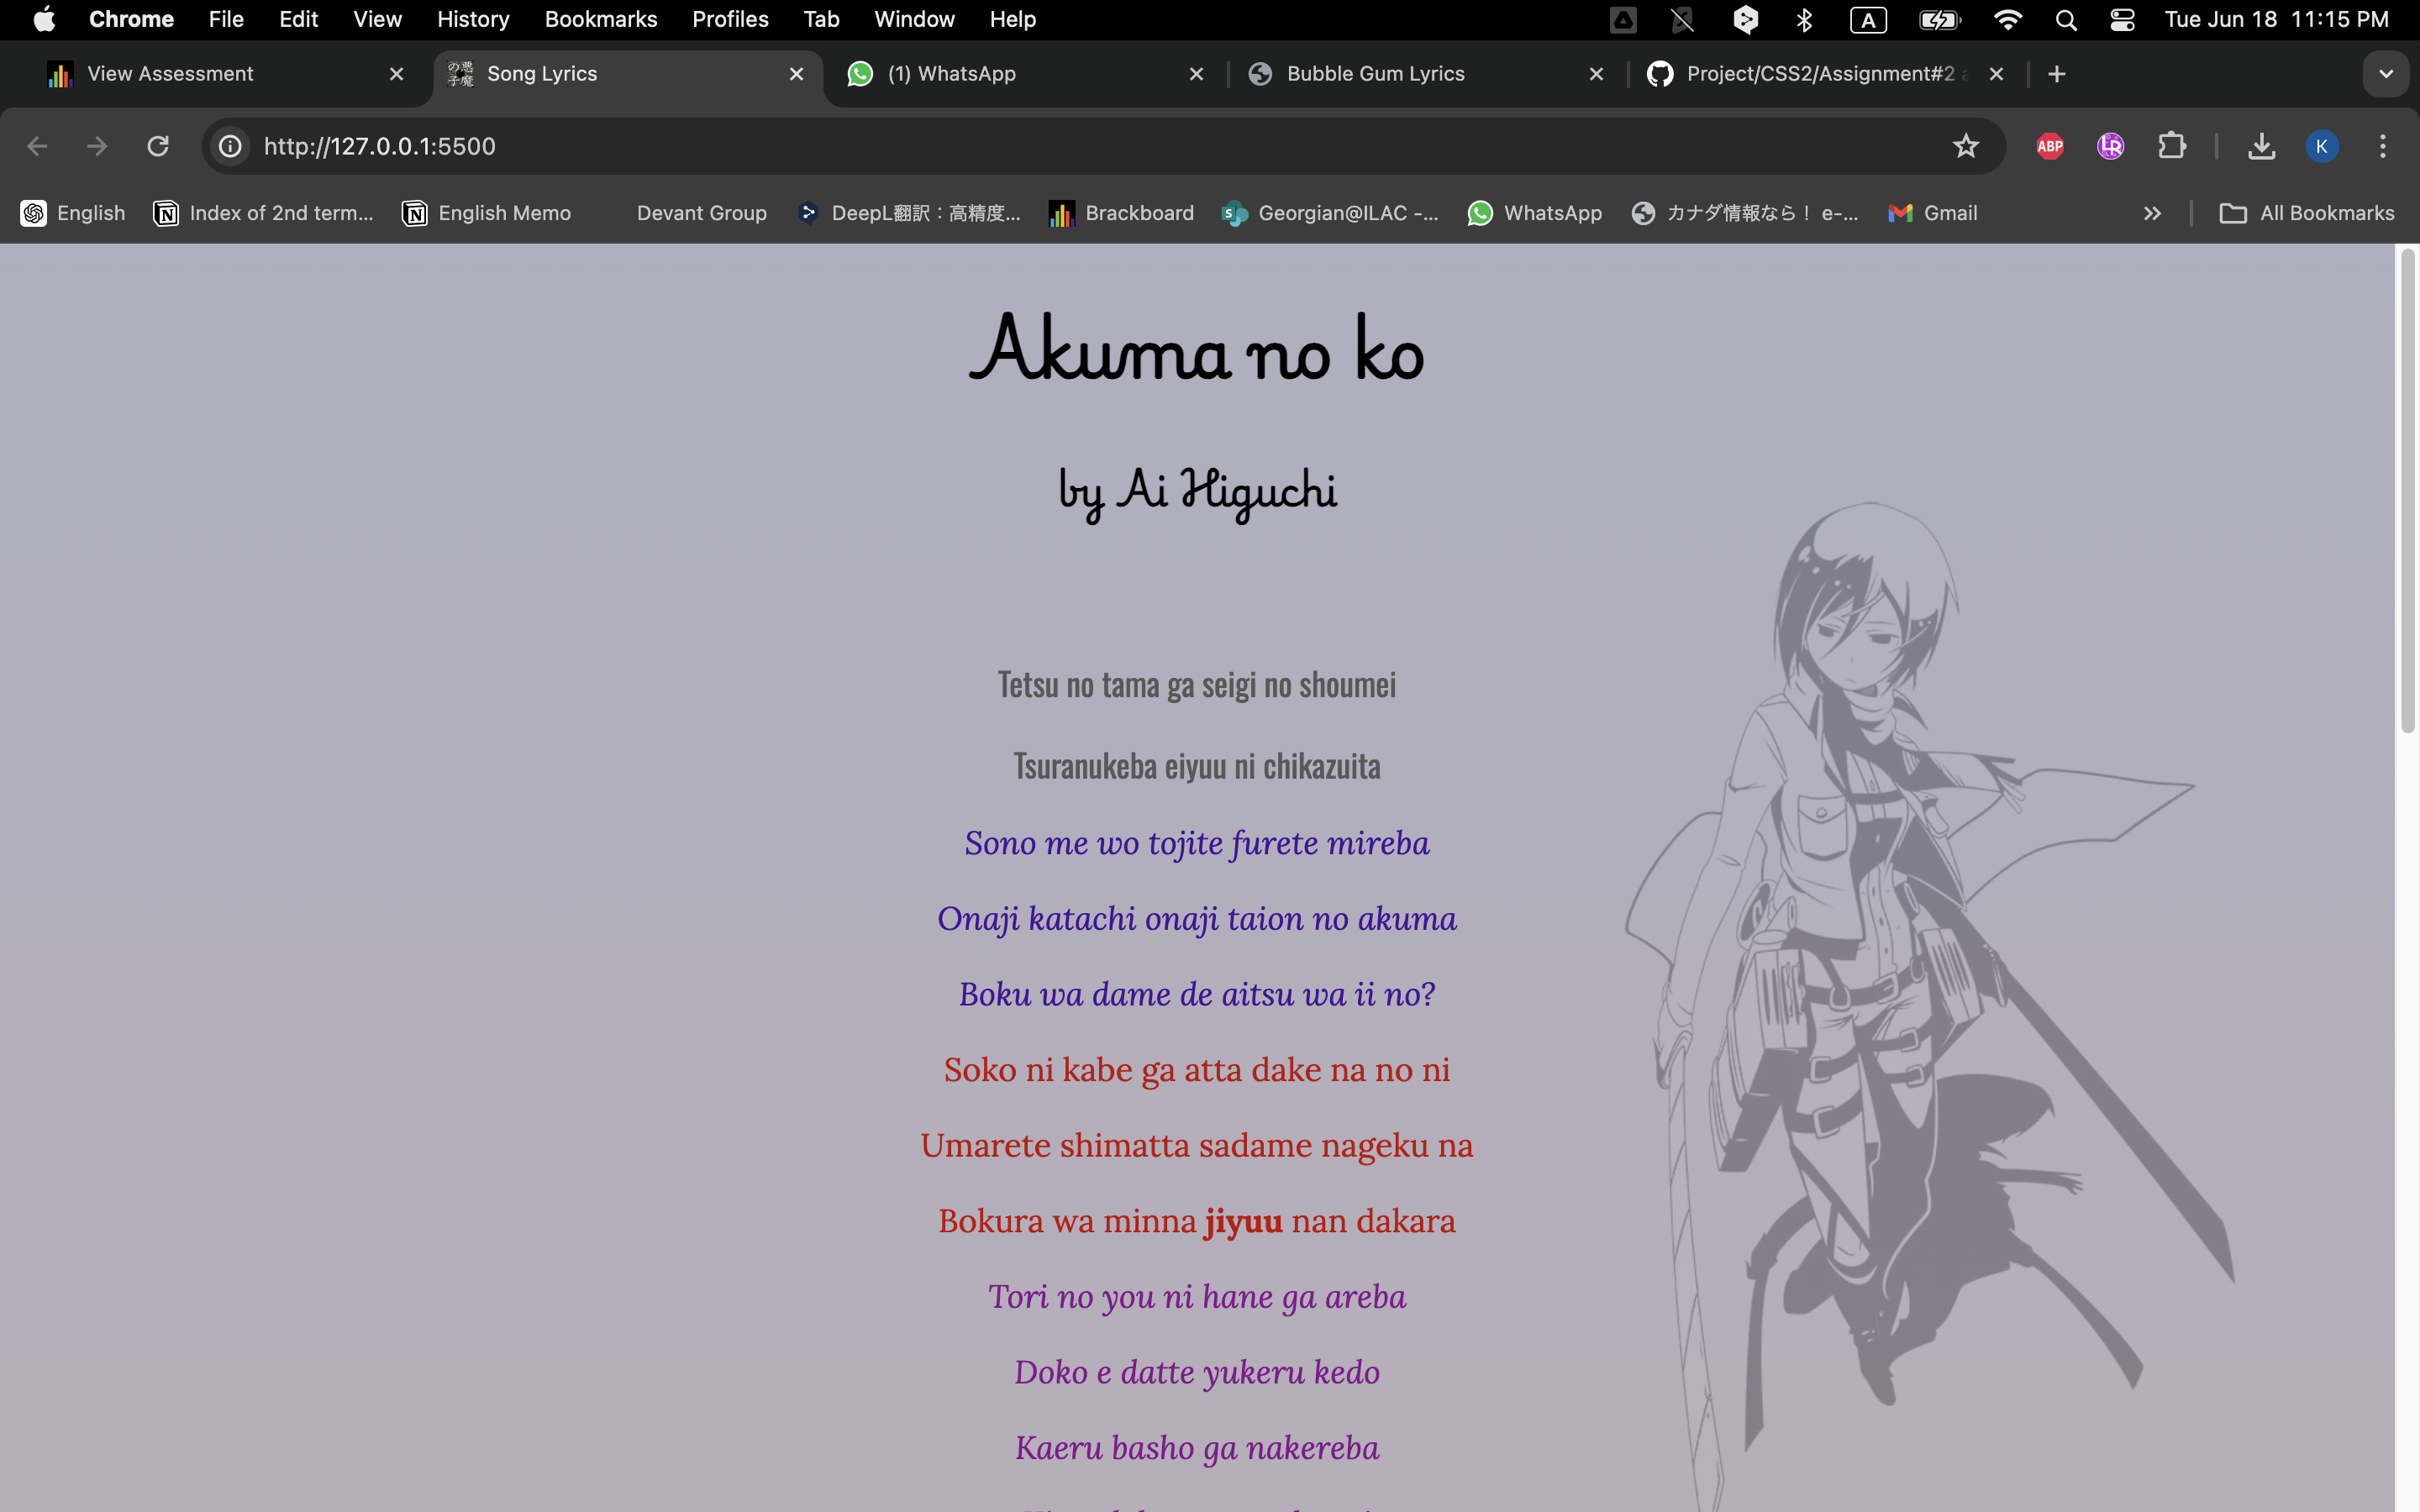 Chrome File Edit View History Bookmarks Profiles Tab Window Help A Tue Jun 18 11:15 PM
View Assessment
悪魔の子 Song Lyrics
(1) WhatsApp
Bubble Gum Lyrics
Project/CSS2/Assignment#2
http://127.0.0.1:5500
ABP LR K
English
Index of 2nd term...
English Memo
Devant Group
DeepL翻訳：高精度...
Brackboard
Georgian@ILAC -...
WhatsApp
カナダ情報なら！ e-...
Gmail
All Bookmarks
Akuma no ko
by Ai Higuchi
Tetsu no tama ga seigi no shoumei
Tsuranukeba eiyuu ni chikazuita
Sono me wo tojite furete mireba
Onaji katachi onaji taion no akuma
Boku wa dame de aitsu wa ii no?
Soko ni kabe ga atta dake na no ni
Umarete shimatta sadame nageku na
Bokura wa minna jiyuu nan dakara
Tori no you ni hane ga areba
Doko e datte yukeru kedo
Kaeru basho ga nakereba